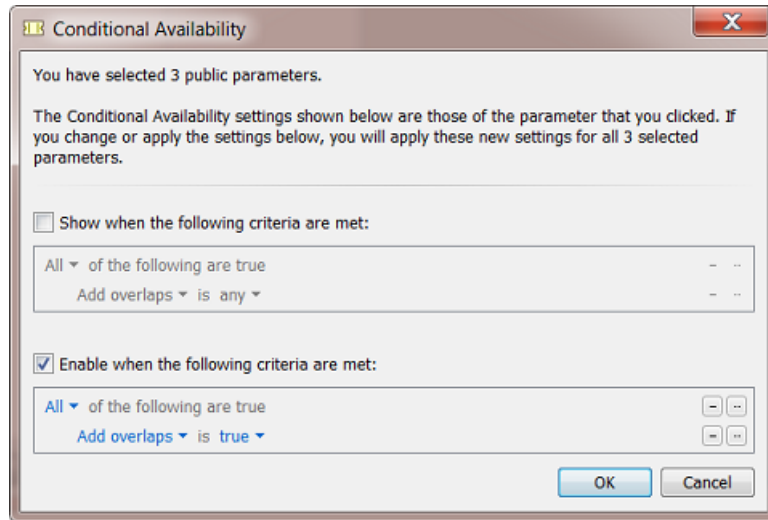 Conditional Availability
You have selected 3 public parameters.
The Conditional Availability settings shown below are those of the parameter that you clicked. If
you change or apply the settings below, you will apply these new settings for all 3 selected
parameters.
Show when the following criteria are met:
All of the following are true
Add overlaps is any
Enable when the following criteria are met:
All of the following are true
Add overlaps is true
OK Cancel